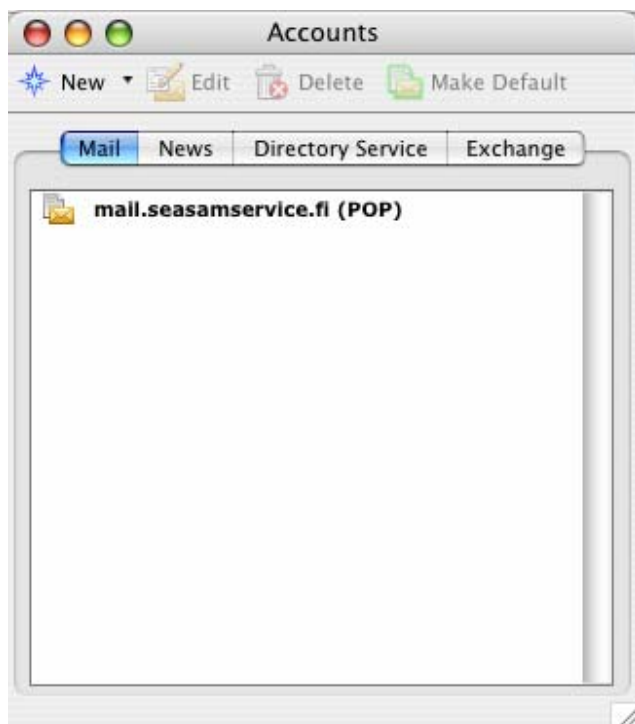 Accounts
New Edit Delete Make Default
Mail News Directory Service Exchange
mail.seasamservice.fi (POP)